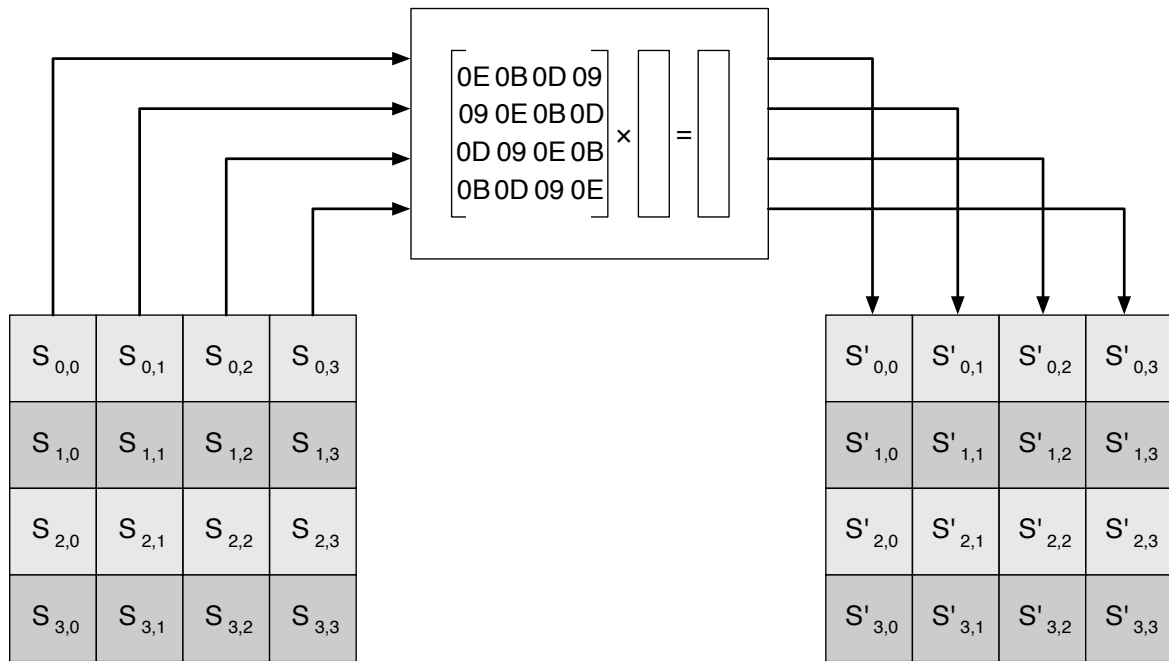 0E 0B 0D 09
09 0E 0B 0D
0D 09 0E 0B
0B 0D 09 0E
× =
S 0,0 S 0,1 S 0,2 S 0,3
S 1,0 S 1,1 S 1,2 S 1,3
S 2,0 S 2,1 S 2,2 S 2,3
S 3,0 S 3,1 S 3,2 S 3,3
S' 0,0 S' 0,1 S' 0,2 S' 0,3
S' 1,0 S' 1,1 S' 1,2 S' 1,3
S' 2,0 S' 2,1 S' 2,2 S' 2,3
S' 3,0 S' 3,1 S' 3,2 S' 3,3